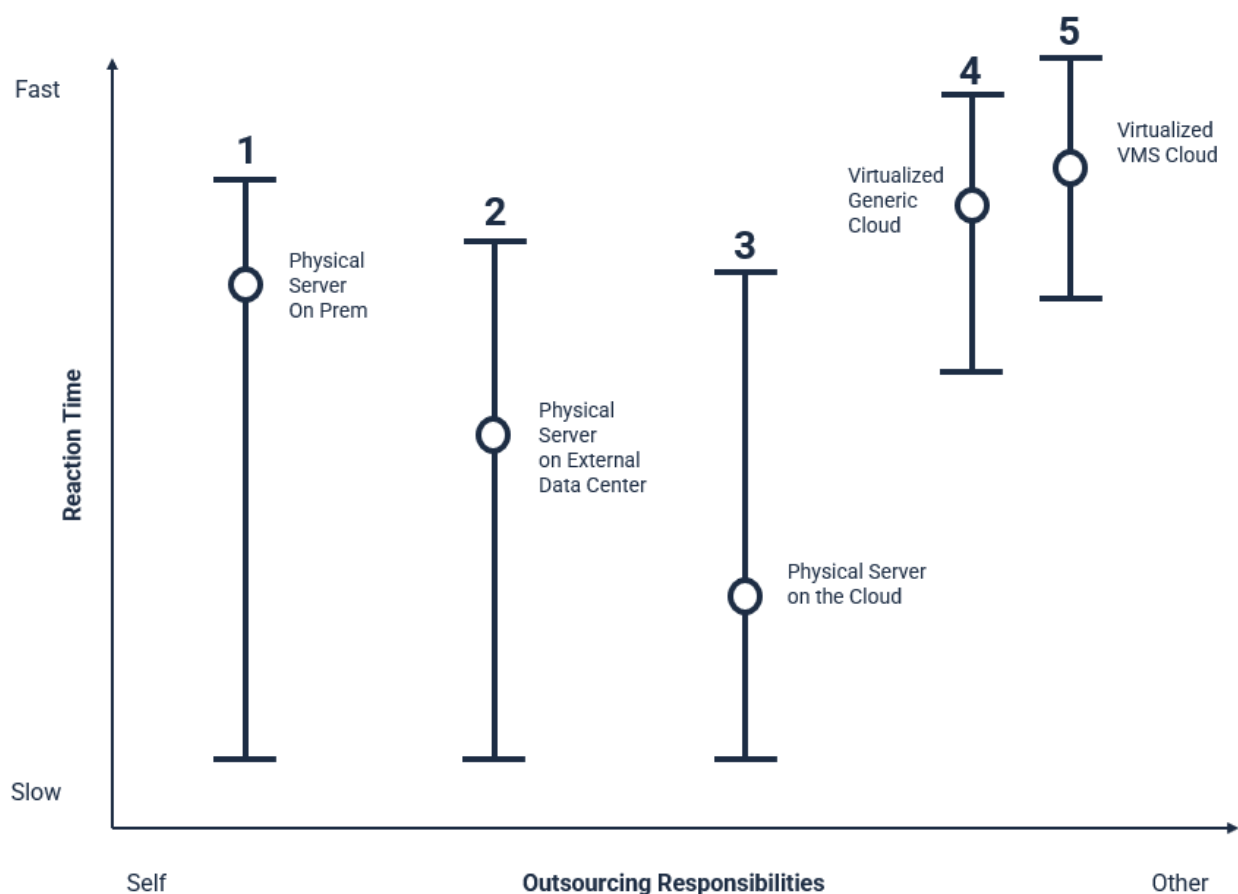 Fast
1
2
3
4
5
Physical
Server
On Prem
Physical
Server
on External
Data Center
Physical Server
on the Cloud
Virtualized
Generic
Cloud
Virtualized
VMS Cloud
Reaction Time
Slow
Self
Outsourcing Responsibilities
Other